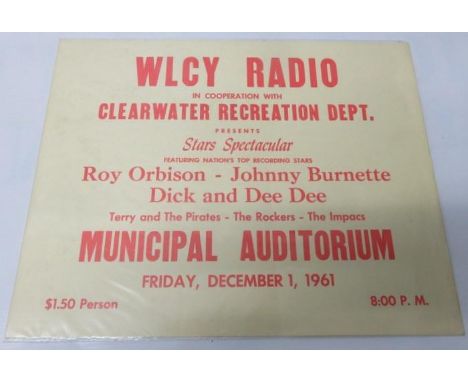 WLCY RADIO
IN COOPERATION WITH
CLEARWATER RECREATION DEPT.
PRESENTS
Stars Spectacular
FEATURING NATION'S TOP RECORDING STARS
Roy Orbison - Johnny Burnette
Dick and Dee Dee
Terry and The Pirates - The Rockers - The Impacs
MUNICIPAL AUDITORIUM
FRIDAY, DECEMBER 1, 1961
$1.50 Person 8:00 P. M.